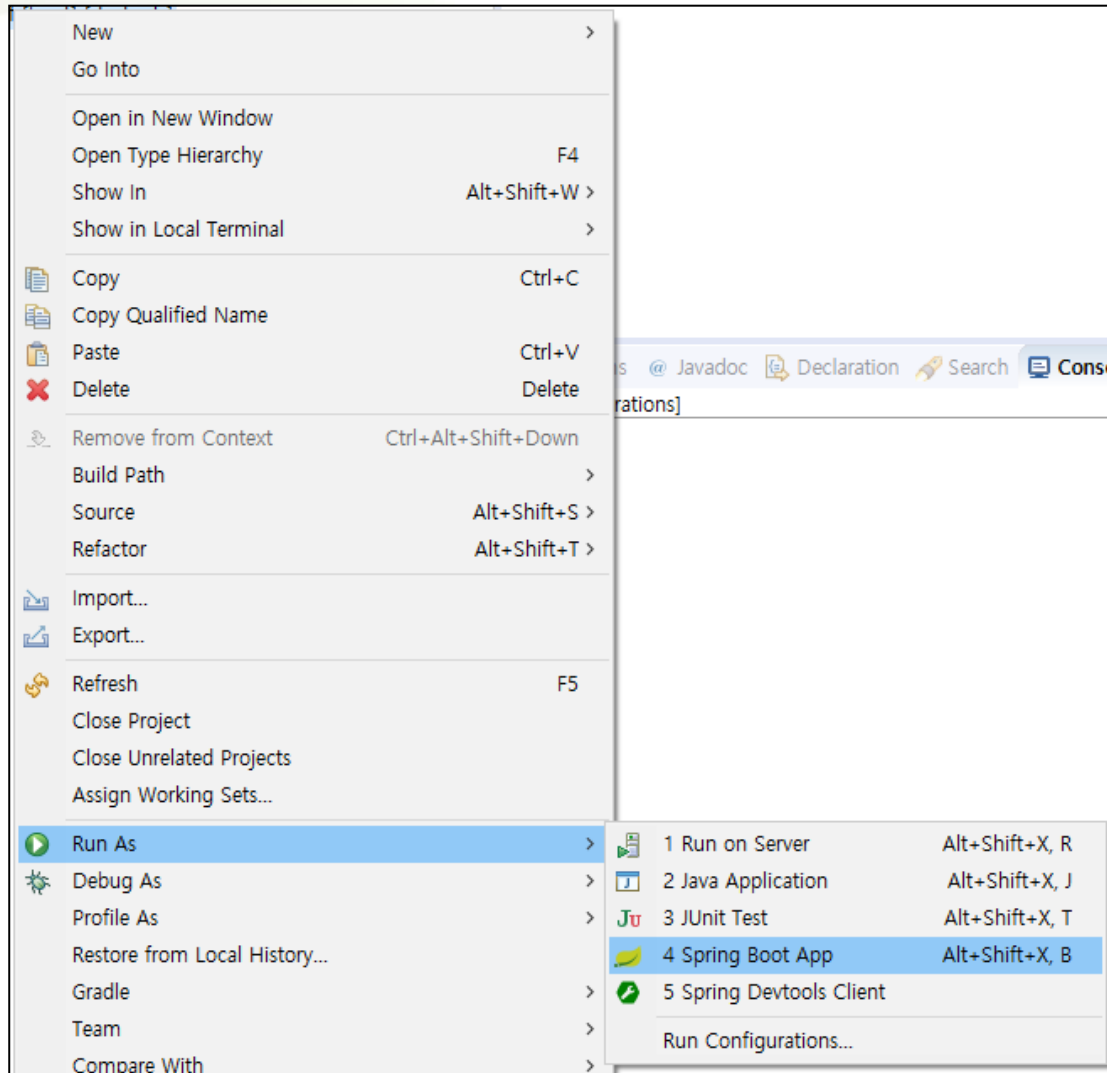 New
Go Into
Open in New Window
Open Type Hierarchy F4
Show In Alt+Shift+W >
Show in Local Terminal
Copy Ctrl+C
Copy Qualified Name
Paste Ctrl+V
Delete Delete
@ Javadoc Declaration Search Conso
rations]
Remove from Context Ctrl+Alt+Shift+Down
Build Path
Source Alt+Shift+S >
Refactor Alt+Shift+T >
Import...
Export...
Refresh F5
Close Project
Close Unrelated Projects
Assign Working Sets...
Run As
Debug As
Profile As
Restore from Local History...
Gradle
Team
Compare With
1 Run on Server Alt+Shift+X, R
2 Java Application Alt+Shift+X, J
3 JUnit Test Alt+Shift+X, T
4 Spring Boot App Alt+Shift+X, B
5 Spring Devtools Client
Run Configurations...